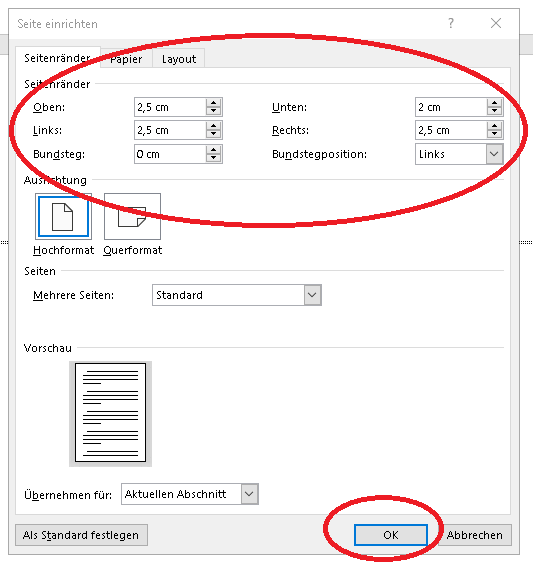 Seite einrichten ?
Seitenränder Papier Layout
Seitenränder
Oben: 2,5 cm Unten: 2 cm
Links: 2,5 cm Rechts: 2,5 cm
Bundsteg: 0 cm Bundstegposition: Links
Ausrichtung
Hochformat Querformat
Seiten
Mehrere Seiten: Standard
Vorschau
Übernehmen für: Aktuellen Abschnitt
Als Standard festlegen OK Abbrechen